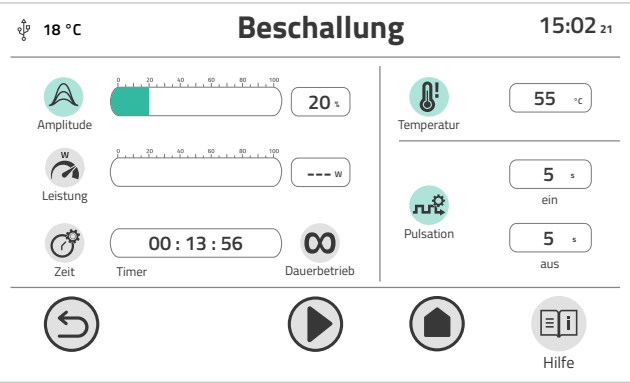 18 °C
Beschallung
15:02 21
0 20 40 60 80 100
20 %
Amplitude
Temperatur
55 °C
0 20 40 60 80 100
W
--- W
Leistung
5 s
ein
Pulsation
00 : 13 : 56
5 s
Zeit
Timer
Dauerbetrieb
aus
i
Hilfe